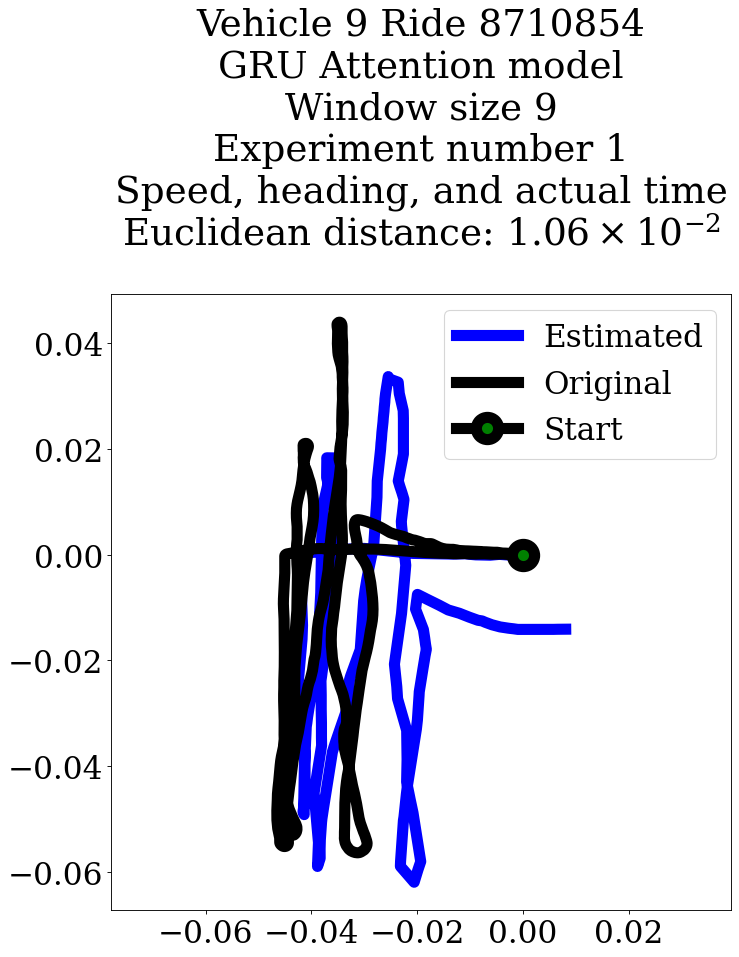 Vehicle 9 Ride 8710854
GRU Attention model
Window size 9
Experiment number 1
Speed, heading, and actual time
Euclidean distance: 1.06 × 10⁻²
Estimated
Original
Start
0.04
0.02
0.00
−0.02
−0.04
−0.06
−0.06 −0.04 −0.02 0.00 0.02